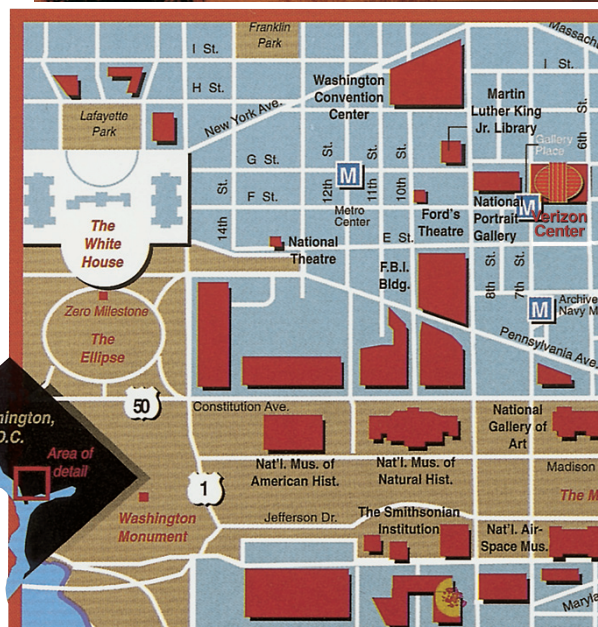 Franklin
Park
Massachu
I St.
I St.
H St.
Washington
Convention
Center
Martin
Luther King
Jr. Library
6th St.
Lafayette
Park
New York Ave.
Gallery
Place
G St.
12th St.
11th St.
10th St.
M
Metro
Center
14th St.
F St.
National
Portrait
Gallery
M
Verizon
Center
Ford's
Theatre
The
White
House
National
Theatre
E St.
F.B.I.
Bldg.
8th St.
7th St.
Zero Milestone
The
Ellipse
M
Archive
Navy M
Pennsylvania Ave.
50
Constitution Ave.
National
Gallery of
Art
hington,
D.C.
Area of
detail
Nat'l. Mus. of
American Hist.
Nat'l. Mus. of
Natural Hist.
Madison
1
The M
Washington
Monument
Jefferson Dr.
The Smithsonian
Institution
Nat'l. Air-
Space Mus.
Maryla